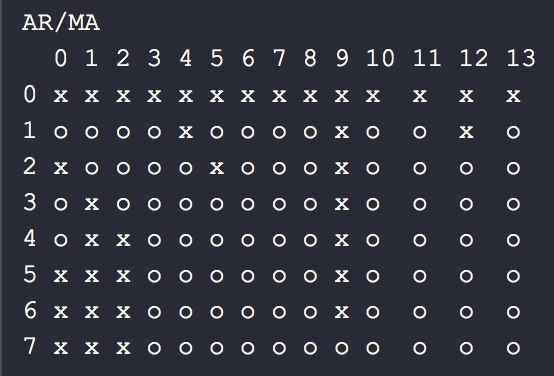 AR/MA
0 1 2 3 4 5 6 7 8 9 10 11 12 13
0 x x x x x x x x x x x x x x
1 o o o o x o o o o x o o x o
2 x o o o o x o o o x o o o o
3 o x o o o o o o o x o o o o
4 o x x o o o o o o x o o o o
5 x x x o o o o o o x o o o o
6 x x x o o o o o o x o o o o
7 x x x o o o o o o o o o o o